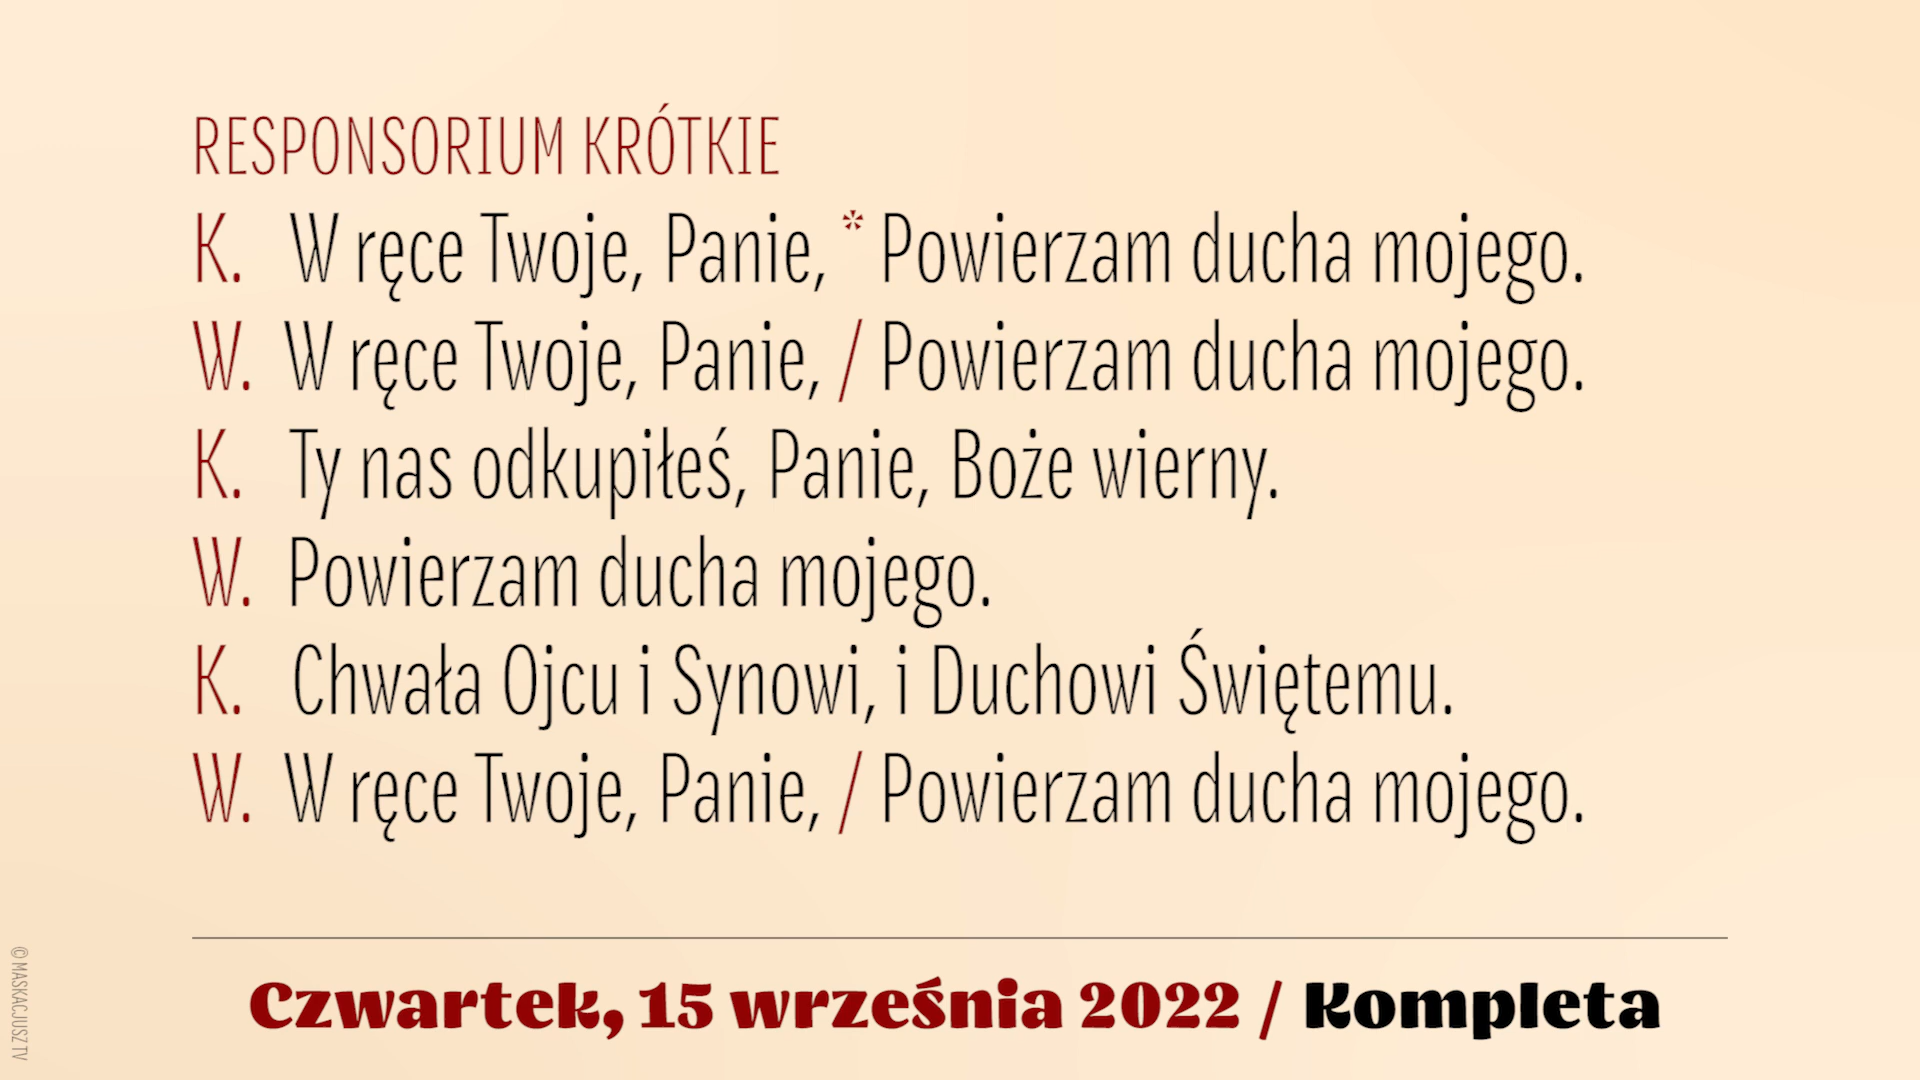 RESPONSORIUM KRÓTKIE
K. W ręce Twoje, Panie, * Powierzam ducha mojego.
W. W ręce Twoje, Panie, / Powierzam ducha mojego.
K. Ty nas odkupiłeś, Panie, Boże wierny.
W. Powierzam ducha mojego.
K. Chwała Ojcu i Synowi, i Duchowi Świętemu.
W. W ręce Twoje, Panie, / Powierzam ducha mojego.
Czwartek, 15 września 2022 / Kompleta
© MASKACJUSZ TV